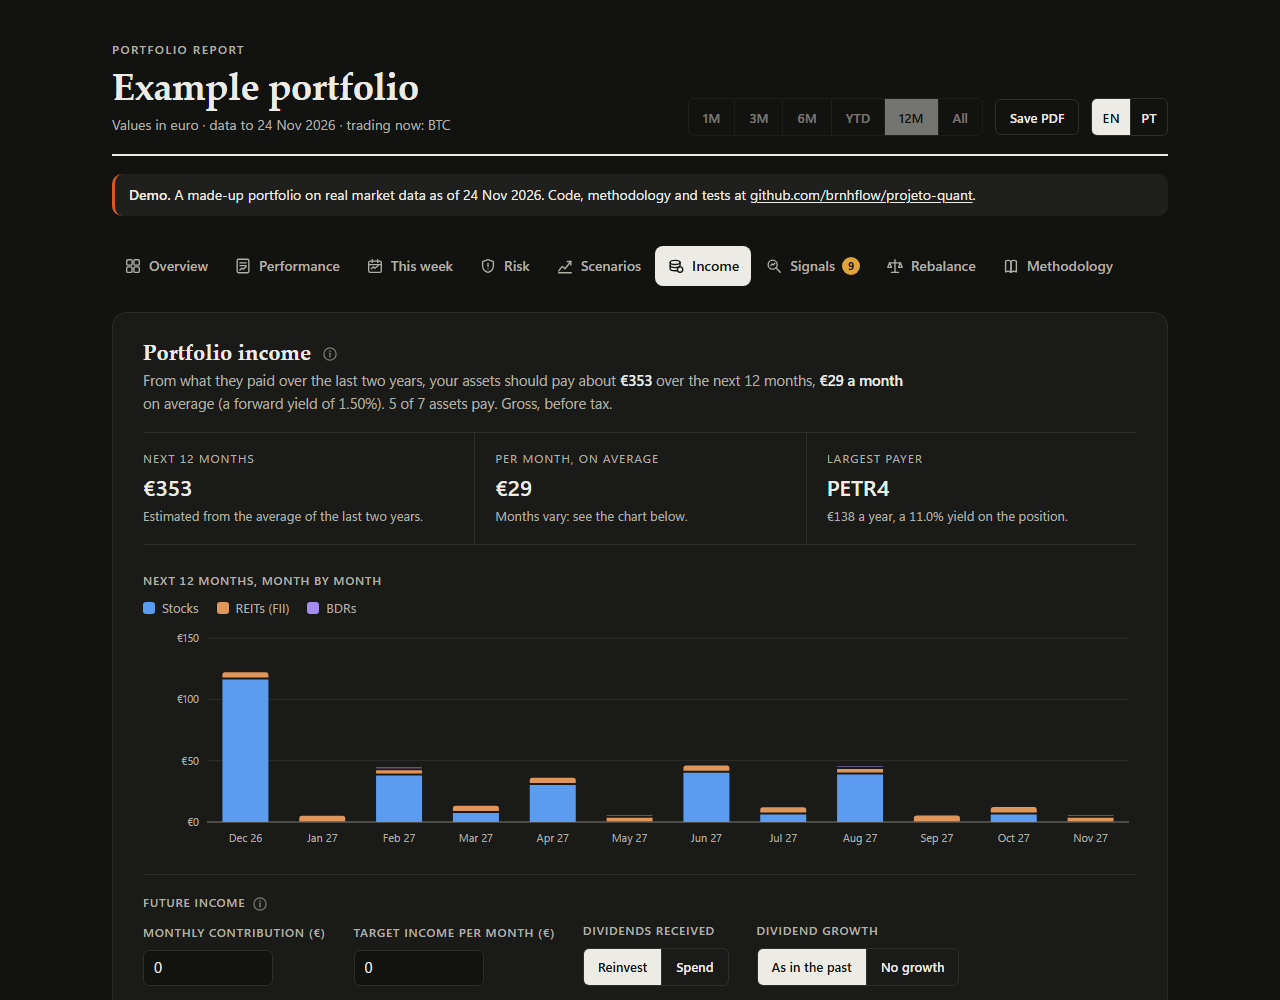 PORTFOLIO REPORT
Example portfolio
Values in euro · data to 24 Nov 2026 · trading now: BTC
1M 3M 6M YTD 12M All
Save PDF
EN PT
Demo. A made-up portfolio on real market data as of 24 Nov 2026. Code, methodology and tests at github.com/brnhflow/projeto-quant.
Overview Performance This week Risk Scenarios Income Signals 9 Rebalance Methodology
Portfolio income
From what they paid over the last two years, your assets should pay about €353 over the next 12 months, €29 a month
on average (a forward yield of 1.50%). 5 of 7 assets pay. Gross, before tax.
NEXT 12 MONTHS
€353
Estimated from the average of the last two years.
PER MONTH, ON AVERAGE
€29
Months vary: see the chart below.
LARGEST PAYER
PETR4
€138 a year, a 11.0% yield on the position.
NEXT 12 MONTHS, MONTH BY MONTH
Stocks REITs (FII) BDRs
€150
€100
€50
€0
Dec 26 Jan 27 Feb 27 Mar 27 Apr 27 May 27 Jun 27 Jul 27 Aug 27 Sep 27 Oct 27 Nov 27
FUTURE INCOME
MONTHLY CONTRIBUTION (€)
0
TARGET INCOME PER MONTH (€)
0
DIVIDENDS RECEIVED
Reinvest Spend
DIVIDEND GROWTH
As in the past No growth